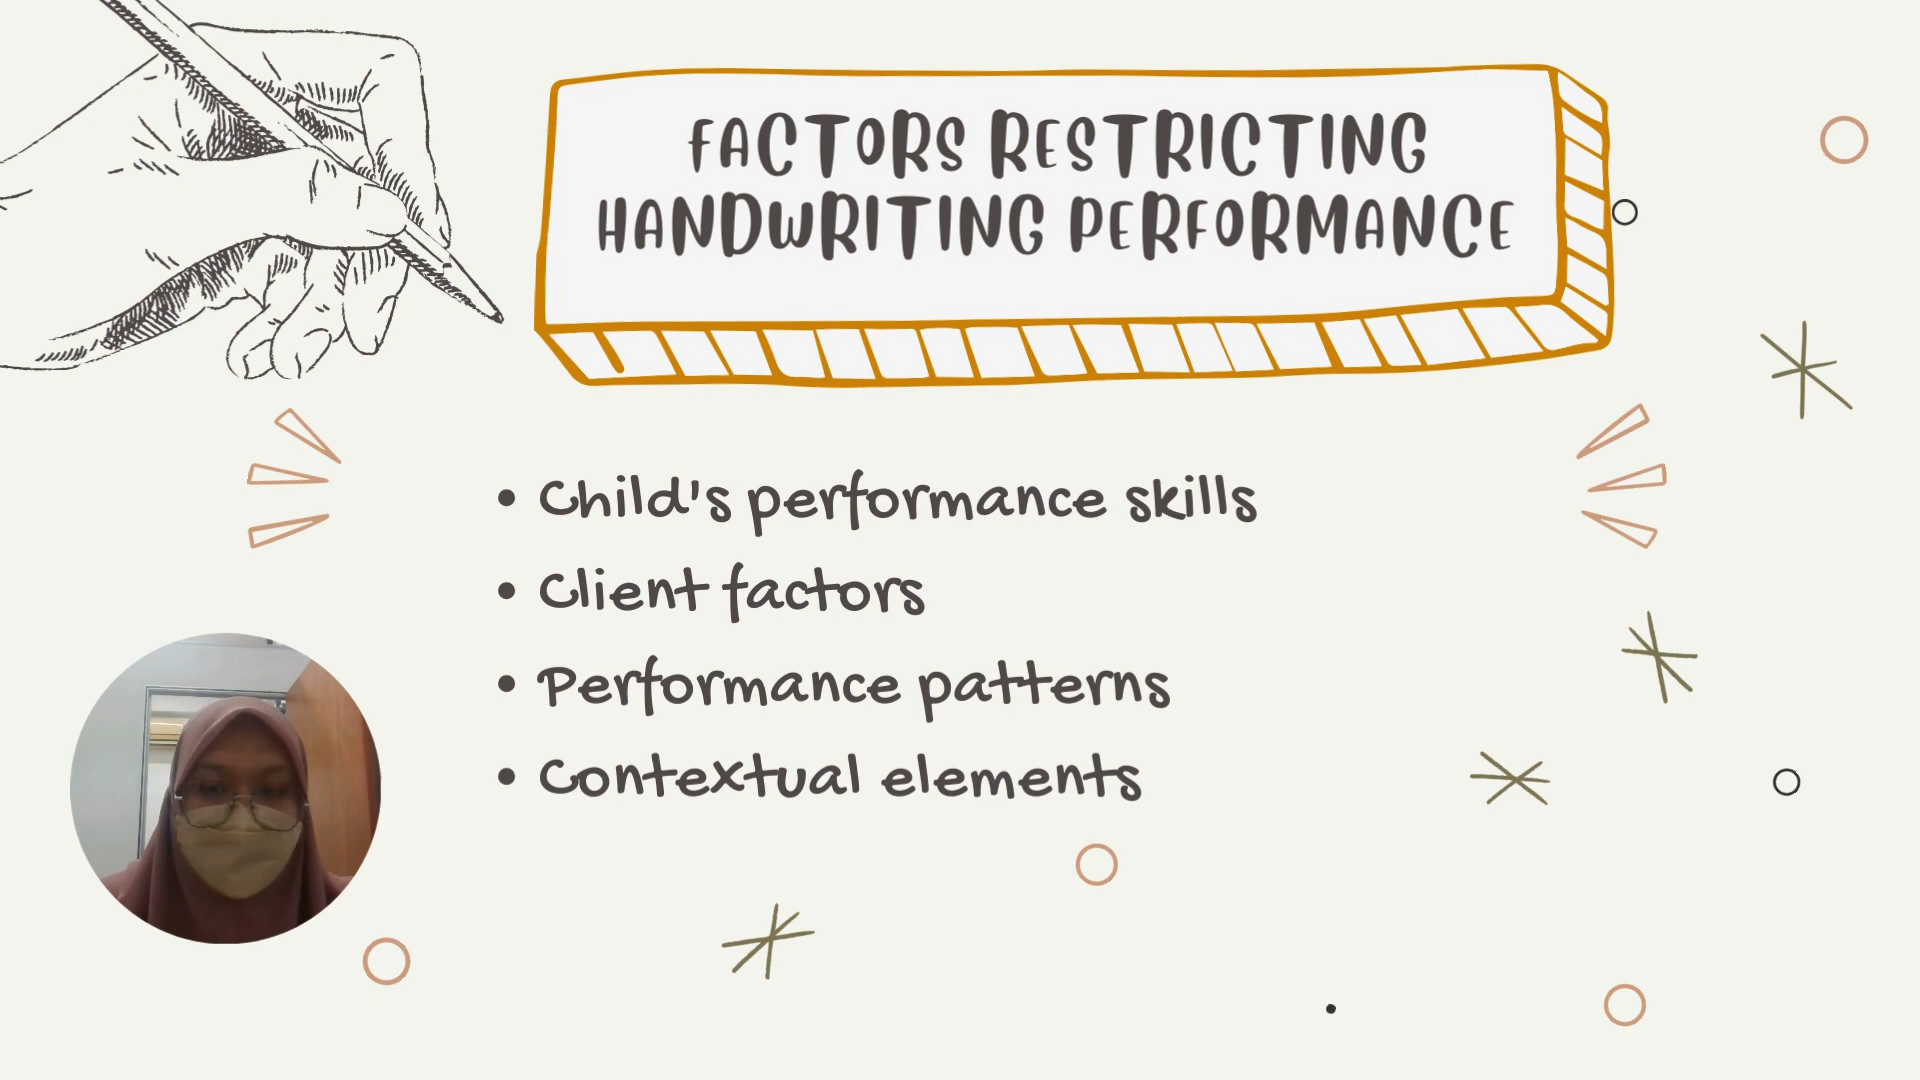 FACTORS RESTRICTING
HANDWRITING PERFORMANCE
• Child's performance skills
• Client factors
• Performance patterns
• Contextual elements